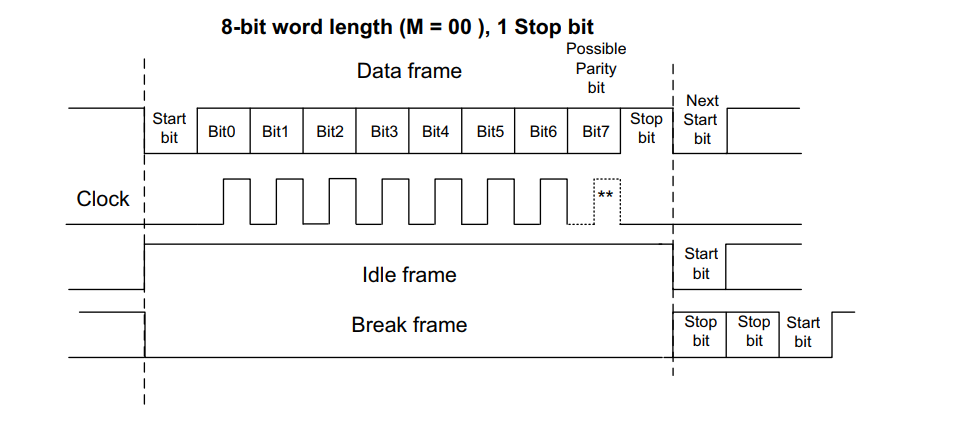 8-bit word length (M = 00 ), 1 Stop bit
Possible
Parity
bit
Data frame
Next
Start
bit
Start
bit
Bit0 Bit1 Bit2 Bit3 Bit4 Bit5 Bit6 Bit7
Stop
bit
Clock
**
Idle frame
Start
bit
Break frame
Stop
bit
Stop
bit
Start
bit